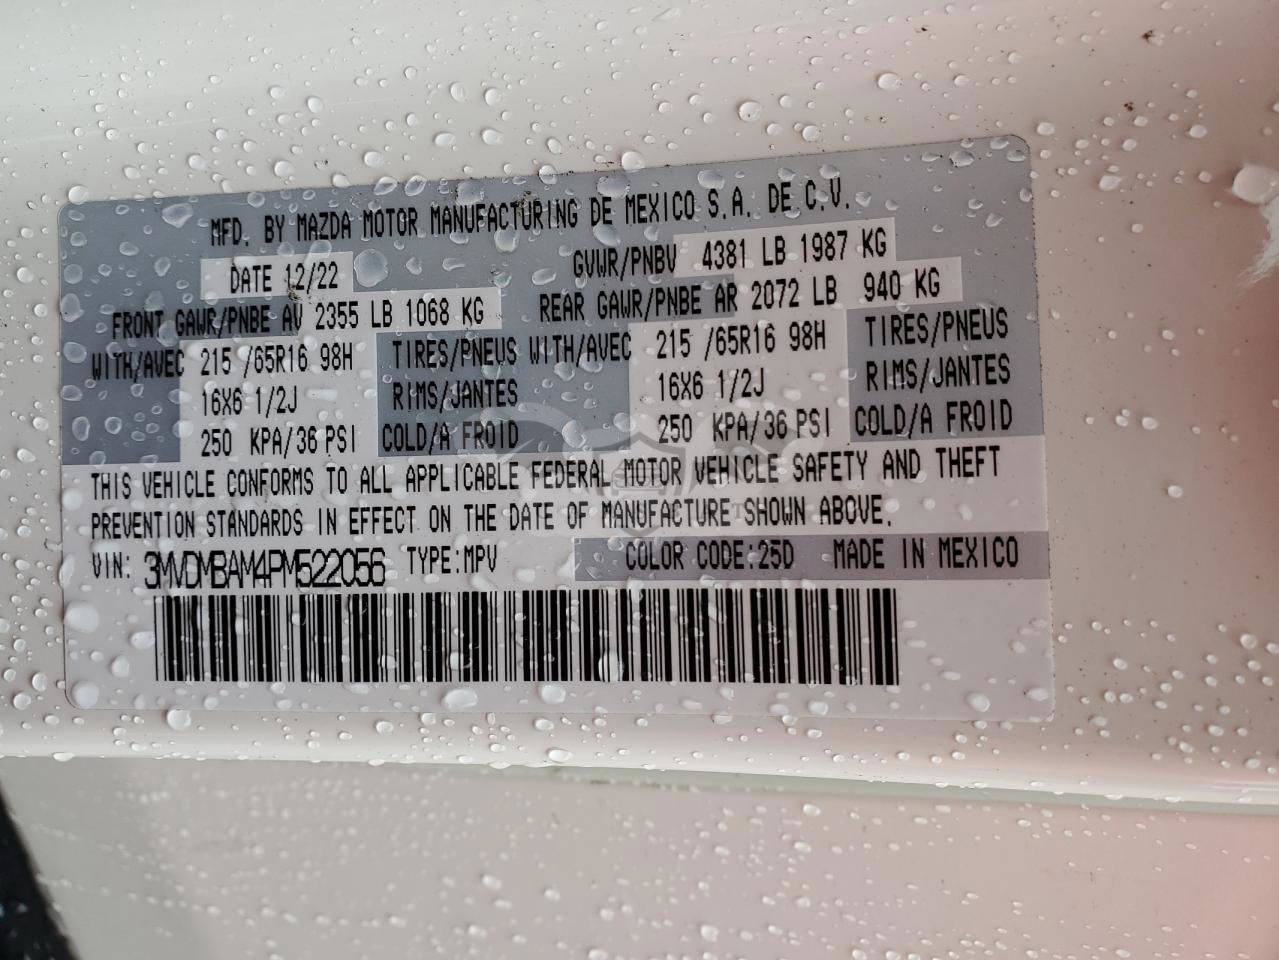 MFD. BY MAZDA MOTOR MANUFACTURING DE MEXICO S.A. DE C.V.
DATE 12/22 GVWR/PNBV 4381 LB 1987 KG
FRONT GAWR/PNBE AV 2355 LB 1068 KG REAR GAWR/PNBE AR 2072 LB 940 KG
WITH/AVEC 215 /65R16 98H TIRES/PNEUS WITH/AVEC 215 /65R16 98H TIRES/PNEUS
16X6 1/2J RIMS/JANTES 16X6 1/2J RIMS/JANTES
250 KPA/36 PSI COLD/A FROID 250 KPA/36 PSI COLD/A FROID
THIS VEHICLE CONFORMS TO ALL APPLICABLE FEDERAL MOTOR VEHICLE SAFETY AND THEFT
PREVENTION STANDARDS IN EFFECT ON THE DATE OF MANUFACTURE SHOWN ABOVE.
VIN: 3MVDMBAM4PM522056 TYPE:MPV COLOR CODE:25D MADE IN MEXICO